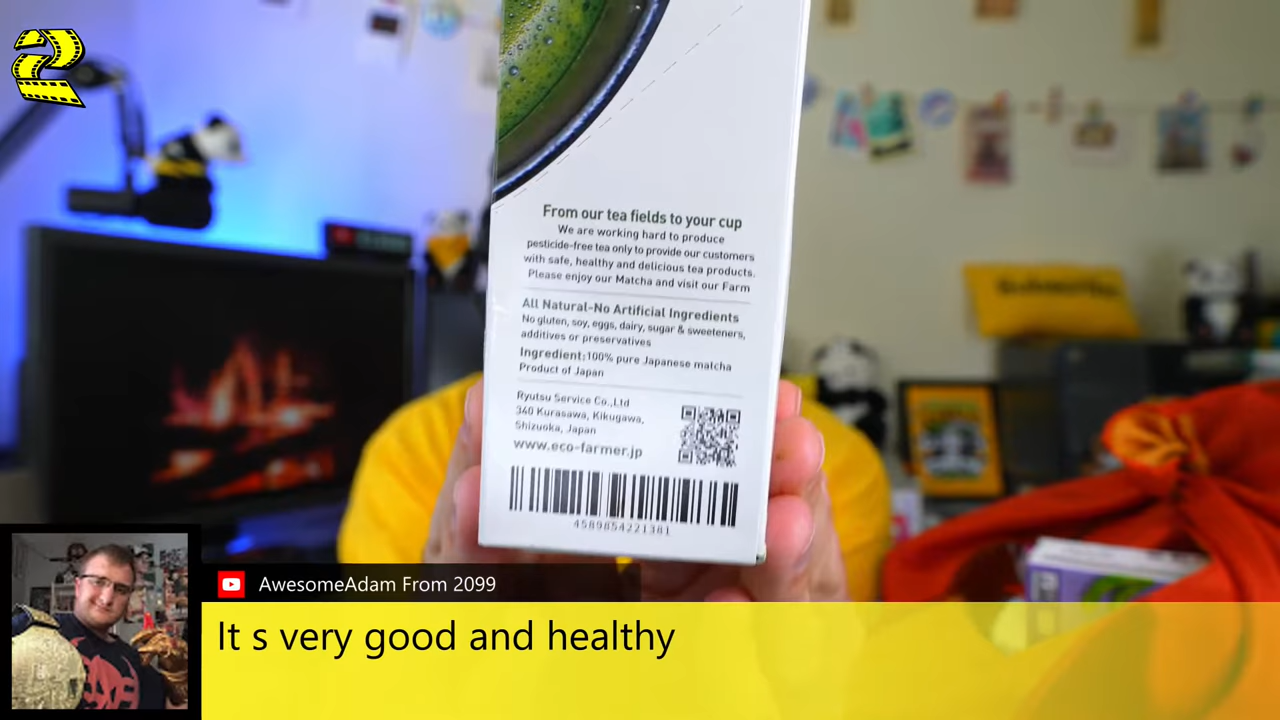 From our tea fields to your cup
We are working hard to produce
pesticide-free tea only to provide our customers
with safe, healthy and delicious tea products.
Please enjoy our Matcha and visit our Farm
All Natural-No Artificial Ingredients
No gluten, soy, eggs, dairy, sugar & sweeteners,
additives or preservatives
Ingredient:100% pure Japanese matcha
Product of Japan
Ryutsu Service Co.,Ltd
340 Kurasawa, Kikugawa,
Shizuoka, Japan
www.eco-farmer.jp
4589854221381
AwesomeAdam From 2099
It s very good and healthy